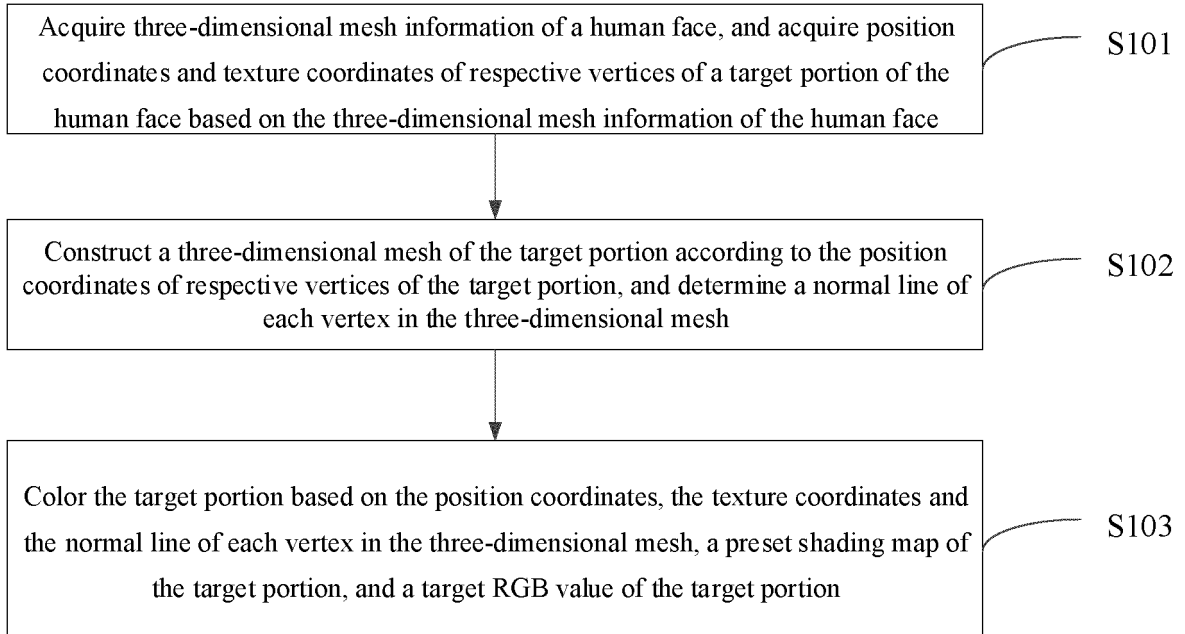 Acquire three-dimensional mesh information of a human face, and acquire position
coordinates and texture coordinates of respective vertices of a target portion of the
human face based on the three-dimensional mesh information of the human face
S101
Construct a three-dimensional mesh of the target portion according to the position
coordinates of respective vertices of the target portion, and determine a normal line of
each vertex in the three-dimensional mesh
S102
Color the target portion based on the position coordinates, the texture coordinates and
the normal line of each vertex in the three-dimensional mesh, a preset shading map of
the target portion, and a target RGB value of the target portion
S103